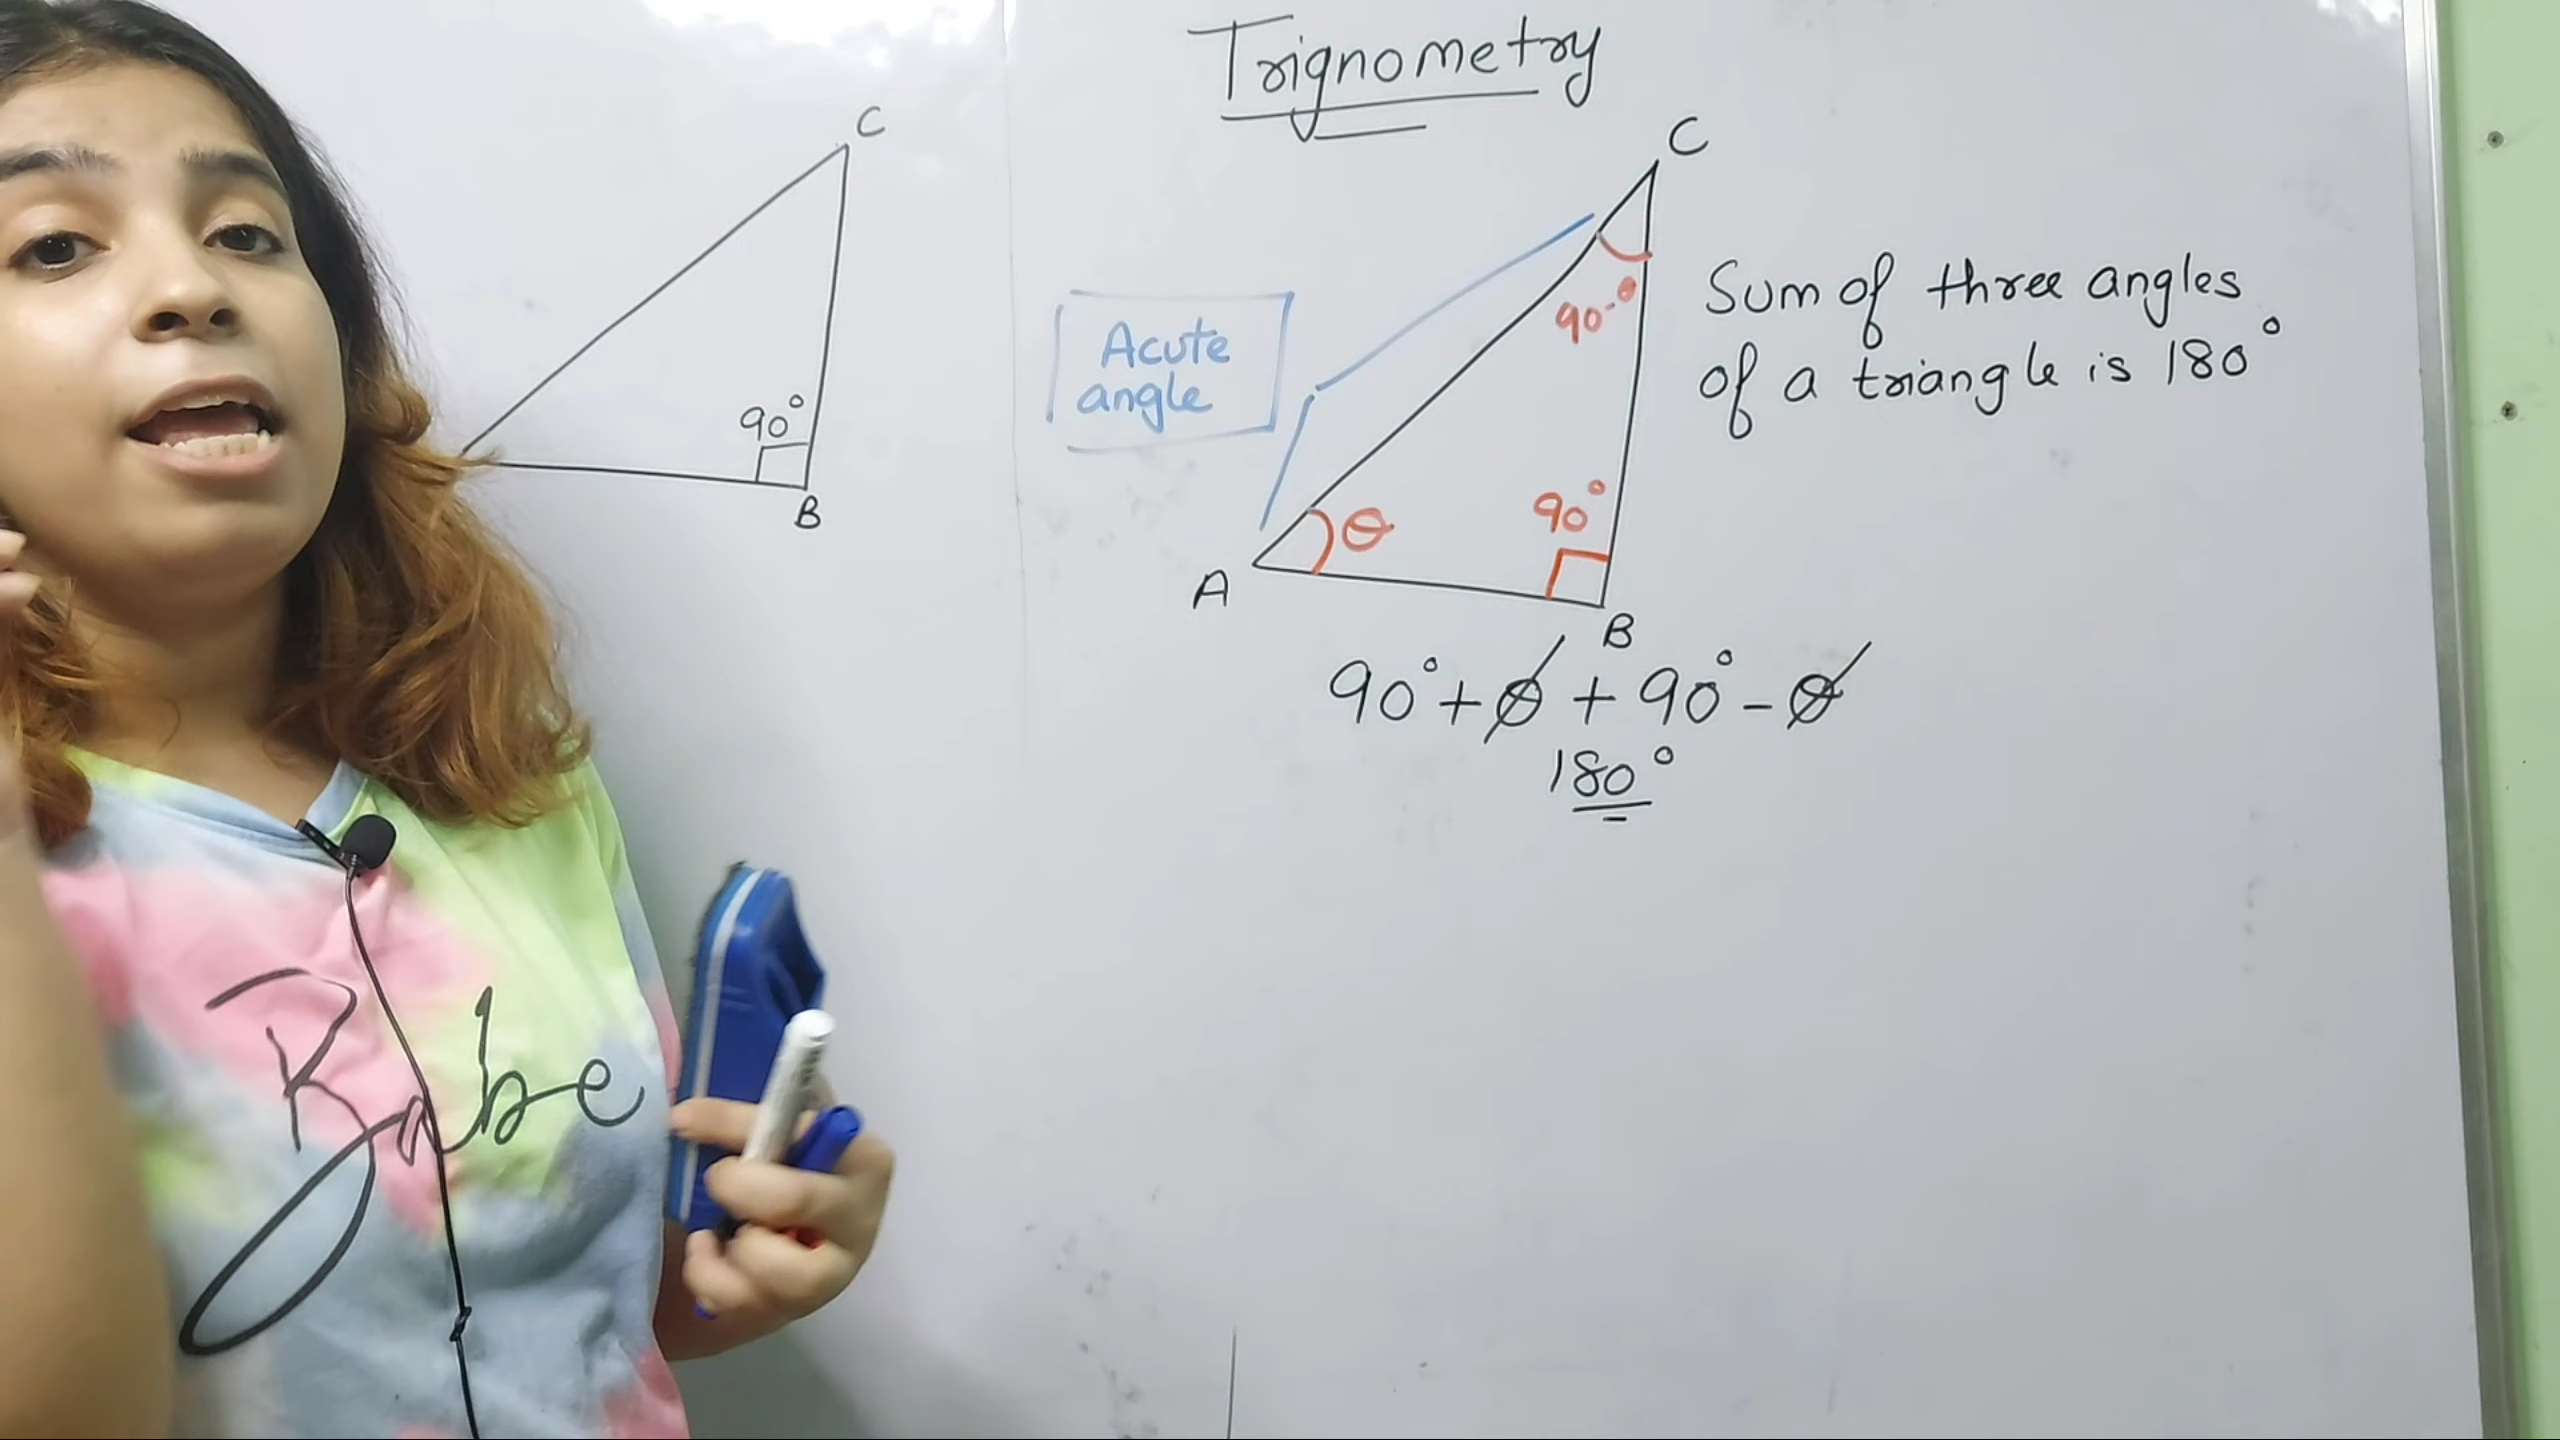 Trignometry
C
90°
B
C
Acute
angle
90-θ
θ
90°
A
B
Sum of three angles
of a triangle is 180°
90° + θ + 90° - θ
180°
Babe